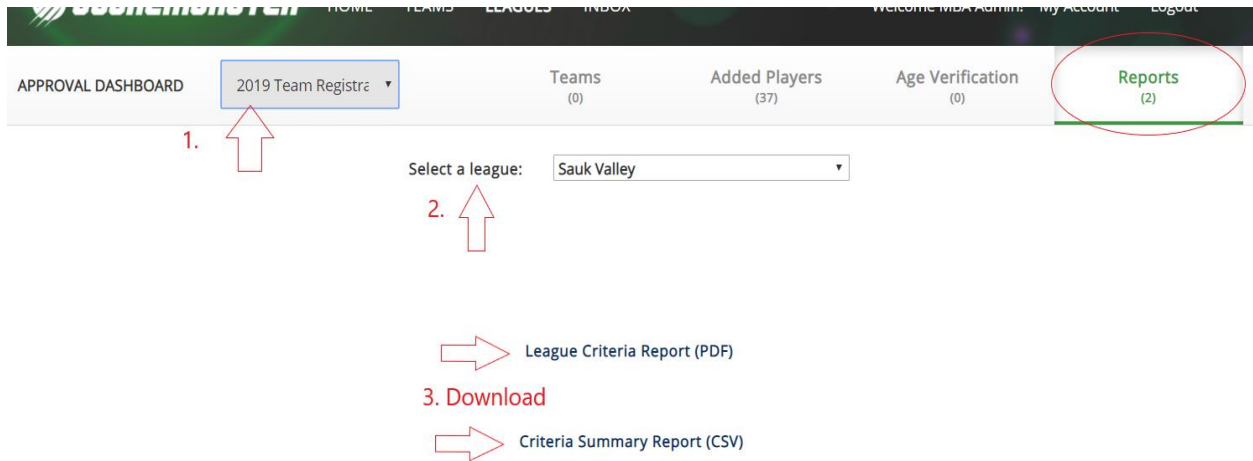 SCOREMONSTER HOME TEAMS LEAGUES INBOX Welcome MBA Admin! My Account Logout
APPROVAL DASHBOARD 2019 Team Registra Teams Added Players Age Verification Reports
(0) (37) (0) (2)
1.
Select a league: Sauk Valley
2.
League Criteria Report (PDF)
3. Download
Criteria Summary Report (CSV)